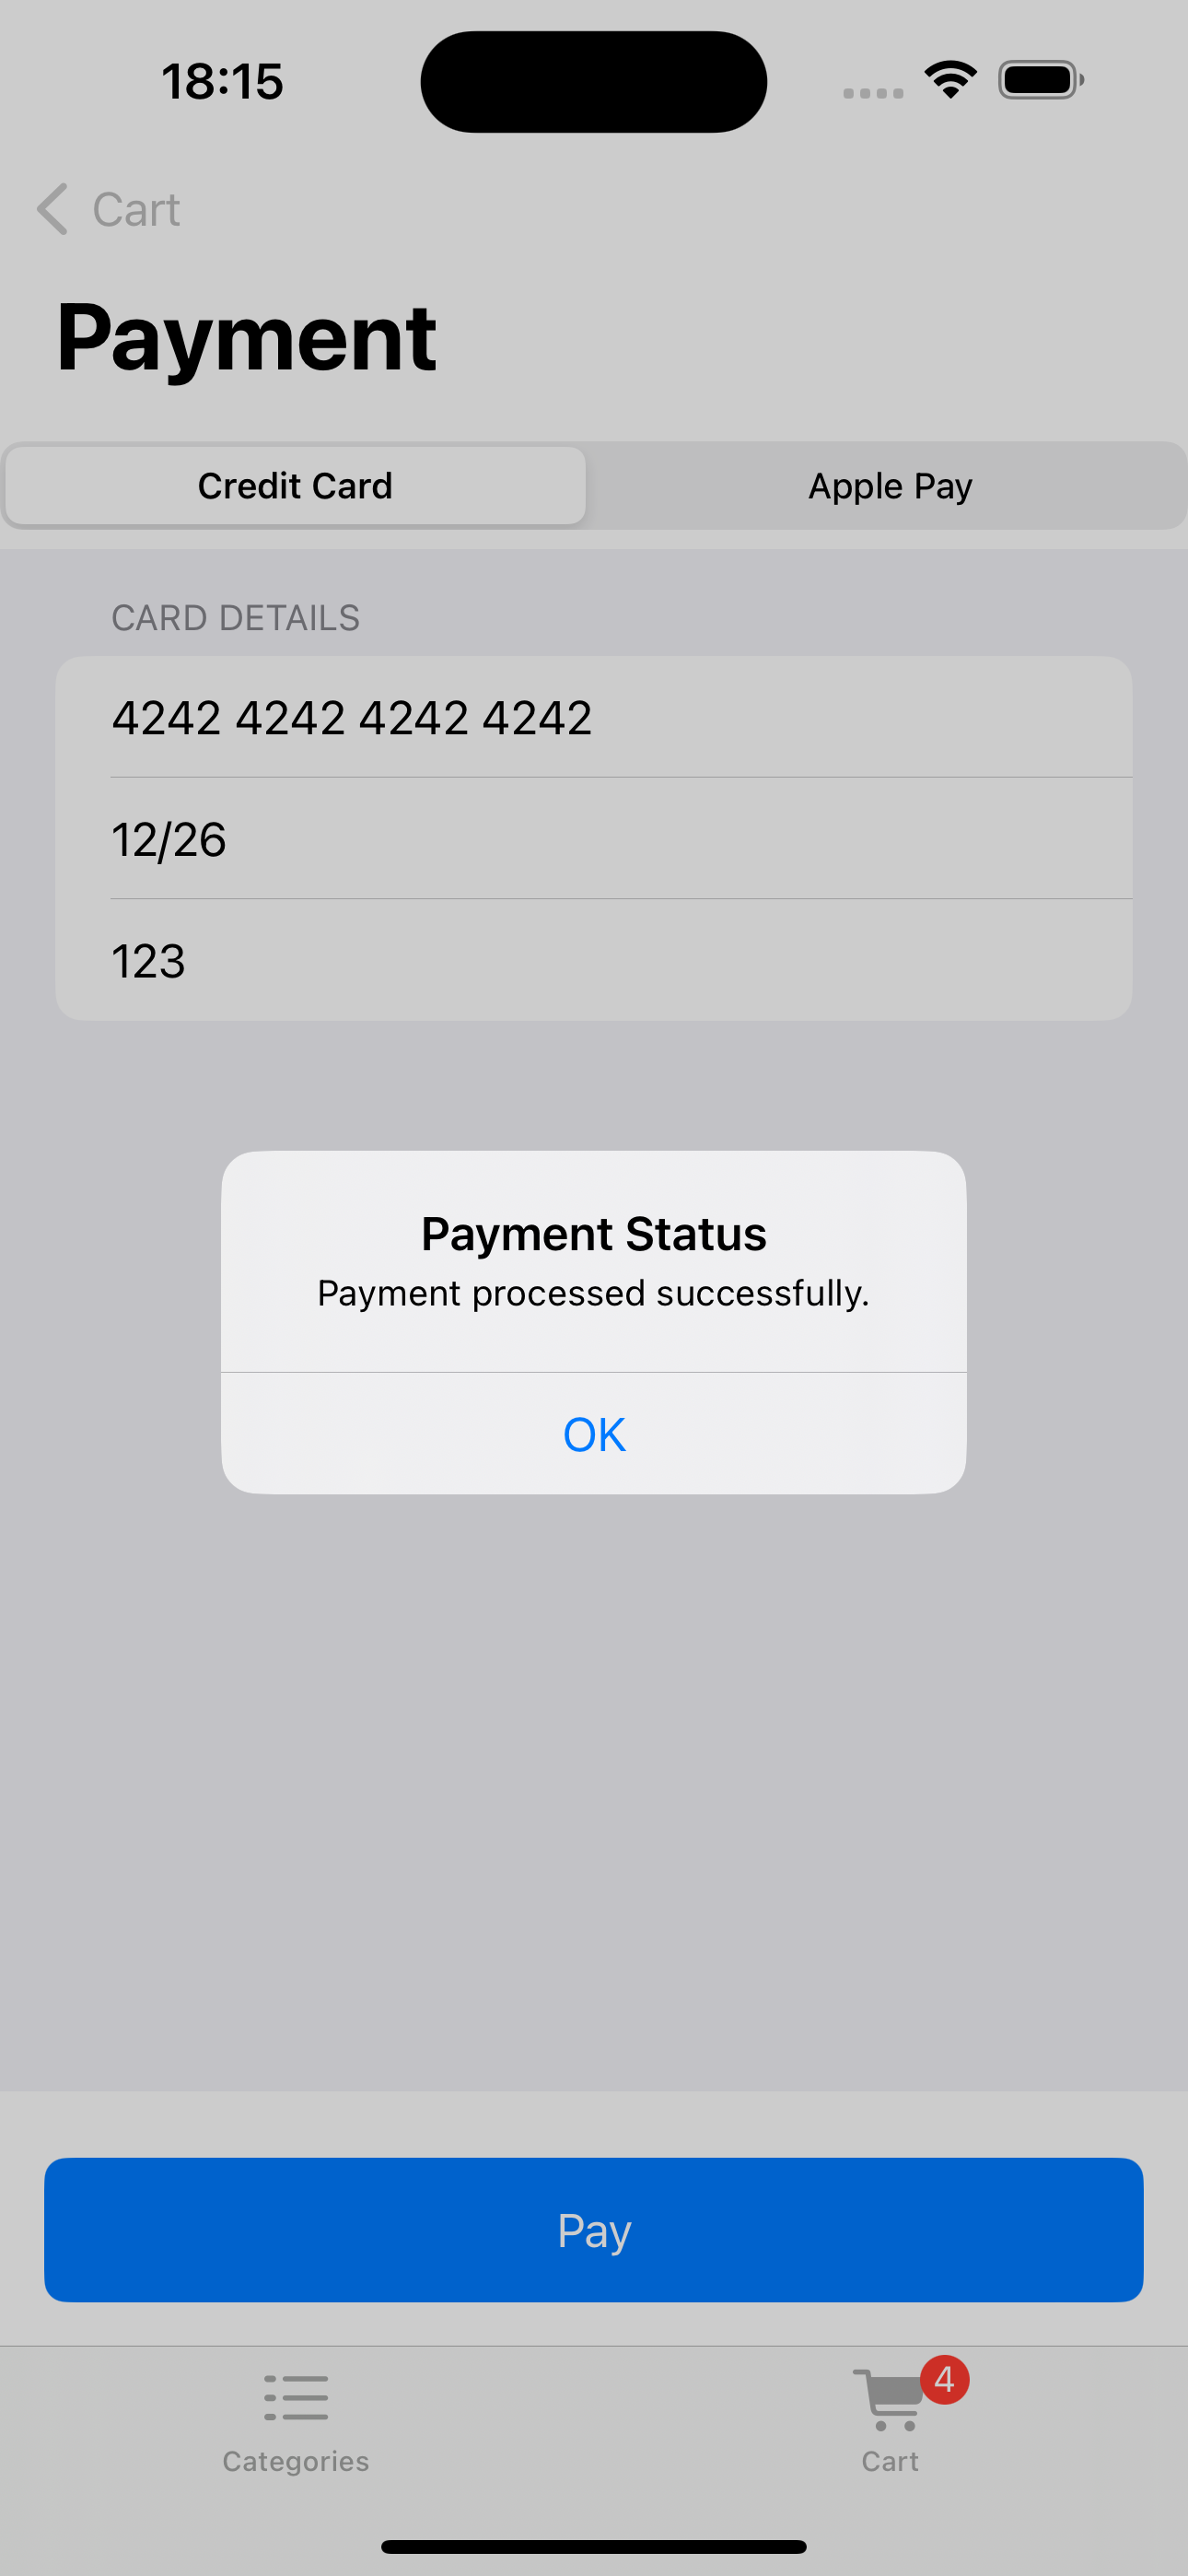 18:15
Cart
Payment
Credit Card Apple Pay
CARD DETAILS
4242 4242 4242 4242
12/26
123
Payment Status
Payment processed successfully.
OK
Pay
4
Categories Cart